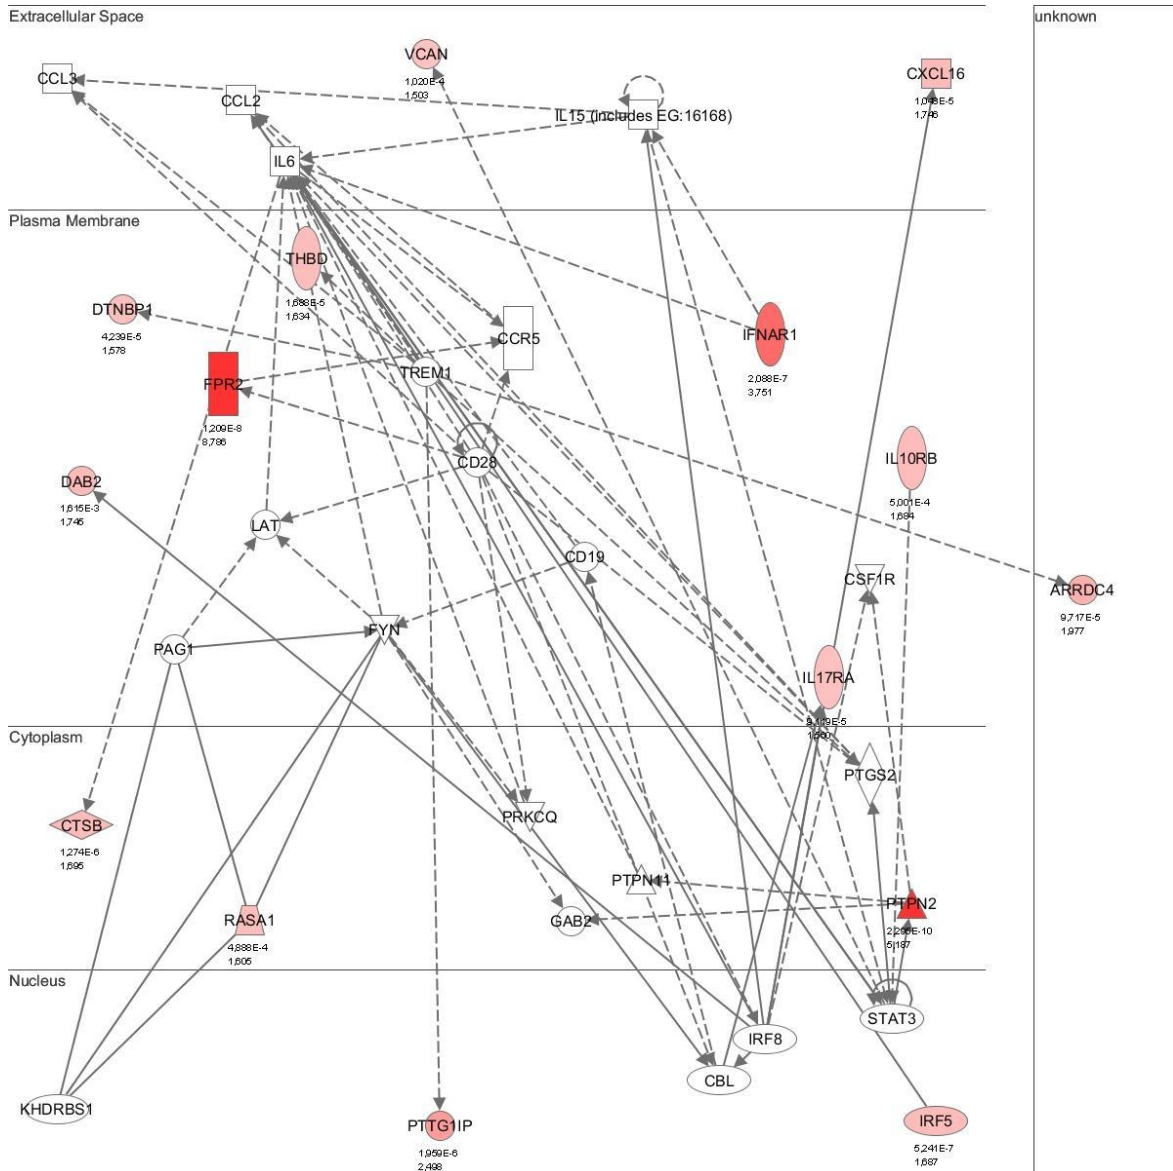 Extracellular Space
unknown
VCAN
1,020E-4
1,503
CCL3
CXCL16
1,746
CCL2
IL15 (includes EG:16168)
IL6
Plasma Membrane
THBD
1,688E-5
1,634
DTNBP1
4,239E-5
1,578
CCR5
IFNAR1
2,088E-7
3,751
TREM1
FPR2
1,209E-8
8,786
IL10RB
5,001E-4
1,684
CD28
DAB2
1,615E-3
1,746
LAT
CD19
CSF1R
ARRDC4
9,717E-5
1,977
FYN
PAG1
IL17RA
Cytoplasm
PTGS2
CTSB
1,274E-6
1,695
PRKCQ
PTPN11
PTPN2
5,187
RASA1
4,888E-4
1,605
GAB2
Nucleus
STAT3
IRF8
CBL
KHDRBS1
PTTG1IP
1,959E-6
2,498
IRF5
5,241E-7
1,687